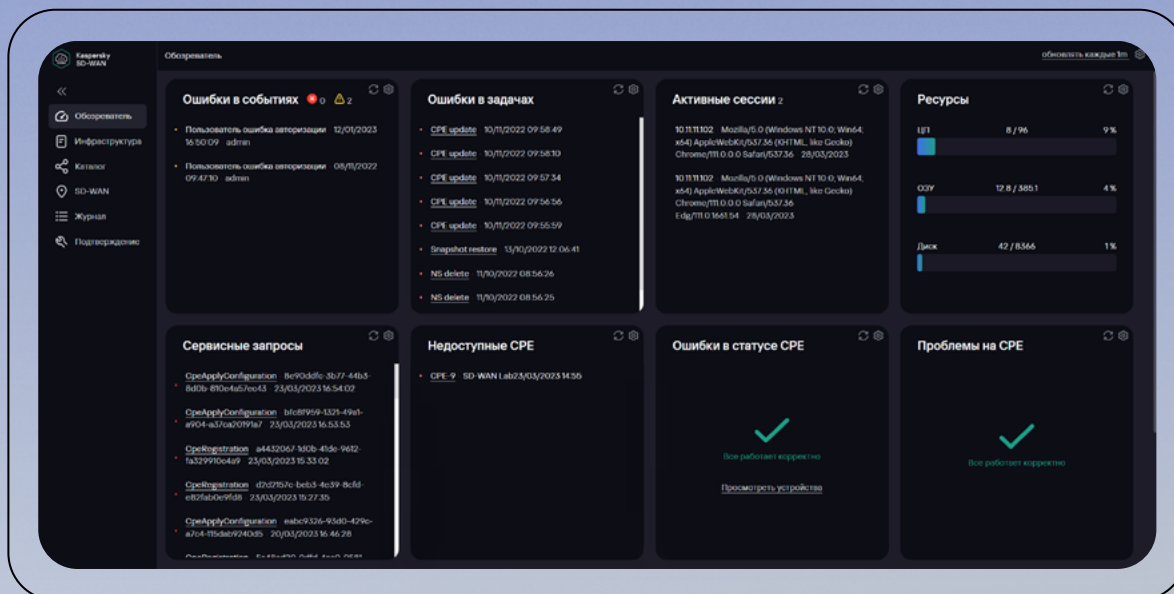 Kaspersky
SD-WAN
Обозреватель
обновлять каждые 1m
Обозреватель
Инфраструктура
Каталог
SD-WAN
Журнал
Подтверждение
Ошибки в событиях 0 2
Пользователь ошибка авторизации 12/01/2023
16:50:09 admin
Пользователь ошибка авторизации 08/11/2022
09:47:10 admin
Ошибки в задачах
CPE update 10/11/2022 09:58:49
CPE update 10/11/2022 09:58:10
CPE update 10/11/2022 09:57:34
CPE update 10/11/2022 09:56:56
CPE update 10/11/2022 09:55:59
Snapshot restore 13/10/2022 12:06:41
NS delete 11/10/2022 08:56:26
NS delete 11/10/2022 08:56:25
Активные сессии 2
10.11.11.102 Mozilla/5.0 (Windows NT 10.0; Win64;
x64) AppleWebKit/537.36 (KHTML, like Gecko)
Chrome/111.0.0.0 Safari/537.36 28/03/2023
10.11.11.102 Mozilla/5.0 (Windows NT 10.0; Win64;
x64) AppleWebKit/537.36 (KHTML, like Gecko)
Chrome/111.0.0.0 Safari/537.36
Edg/111.0.1661.54 28/03/2023
Ресурсы
ЦП 8 / 96 9%
ОЗУ 12.8 / 385.1 4%
Диск 42 / 8366 1%
Сервисные запросы
CpeApplyConfiguration 8e90ddfc-3b77-44b3-
8d0b-810e4a57ec43 23/03/2023 16:54:02
CpeApplyConfiguration bfc8f959-1321-49a1-
a904-a37ca20191a7 23/03/2023 16:53:53
CpeRegistration a4432067-1d0b-41de-9612-
fa329910c4a9 23/03/2023 15:33:02
CpeRegistration d2d2157c-beb3-4e39-8cfd-
e82fab0e9fd8 23/03/2023 15:27:35
CpeApplyConfiguration eabc9326-93d0-429c-
a7c4-115dab9240d5 20/03/2023 16:46:28
Недоступные CPE
CPE-9 SD-WAN Lab 23/03/2023 14:55
Ошибки в статусе CPE
Все работает корректно
Просмотреть устройства
Проблемы на CPE
Все работает корректно